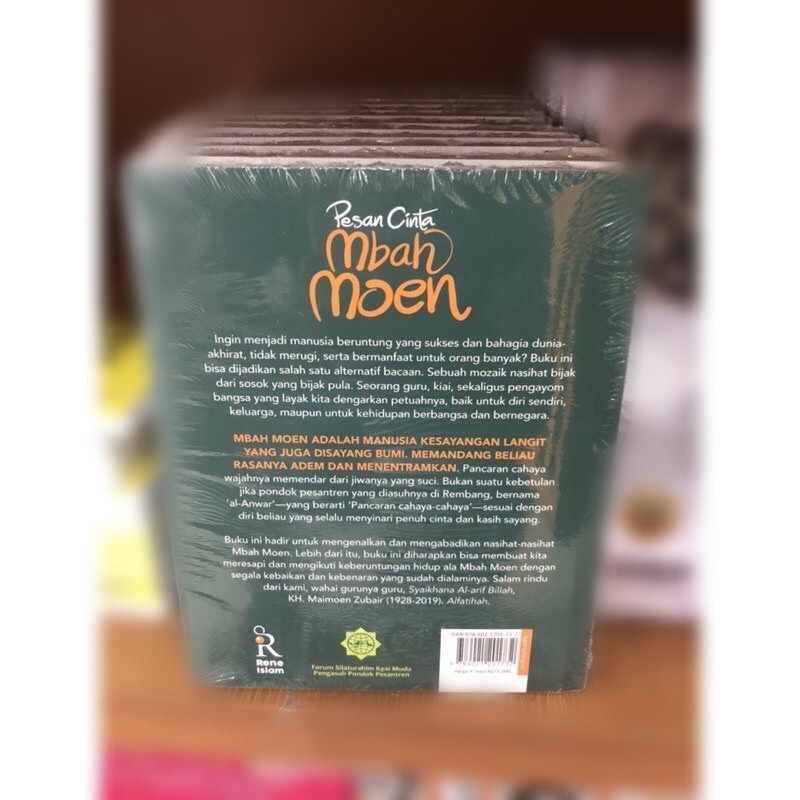 Pesan Cinta
Mbah
Moen
Ingin menjadi manusia beruntung yang sukses dan bahagia dunia-
akhirat, tidak merugi, serta bermanfaat untuk orang banyak? Buku ini
bisa dijadikan salah satu alternatif bacaan. Sebuah mozaik nasihat bijak
dari sosok yang bijak pula. Seorang guru, kiai, sekaligus pengayom
bangsa yang layak kita dengarkan petuahnya, baik untuk diri sendiri,
keluarga, maupun untuk kehidupan berbangsa dan bernegara.
MBAH MOEN ADALAH MANUSIA KESAYANGAN LANGIT
YANG JUGA DISAYANG BUMI. MEMANDANG BELIAU
RASANYA ADEM DAN MENENTRAMKAN. Pancaran cahaya
wajahnya memendar dari jiwanya yang suci. Bukan suatu kebetulan
jika pondok pesantren yang diasuhnya di Rembang, bernama
'al-Anwar'—yang berarti 'Pancaran cahaya-cahaya'—sesuai dengan
diri beliau yang selalu menyinari penuh cinta dan kasih sayang.
Buku ini hadir untuk mengenalkan dan mengabadikan nasihat-nasihat
Mbah Moen. Lebih dari itu, buku ini diharapkan bisa membuat kita
meresapi dan mengikuti keberuntungan hidup ala Mbah Moen dengan
segala kebaikan dan kebenaran yang sudah dialaminya. Salam rindu
dari kami, wahai gurunya guru, Syaikhana Al-arif Billah,
KH. Maimoen Zubair (1928-2019). Alfatihah.
Rene
Islam
Forum Silaturahim Kyai Muda
Pengasuh Pondok Pesantren
ISBN
Harga P. Jawa